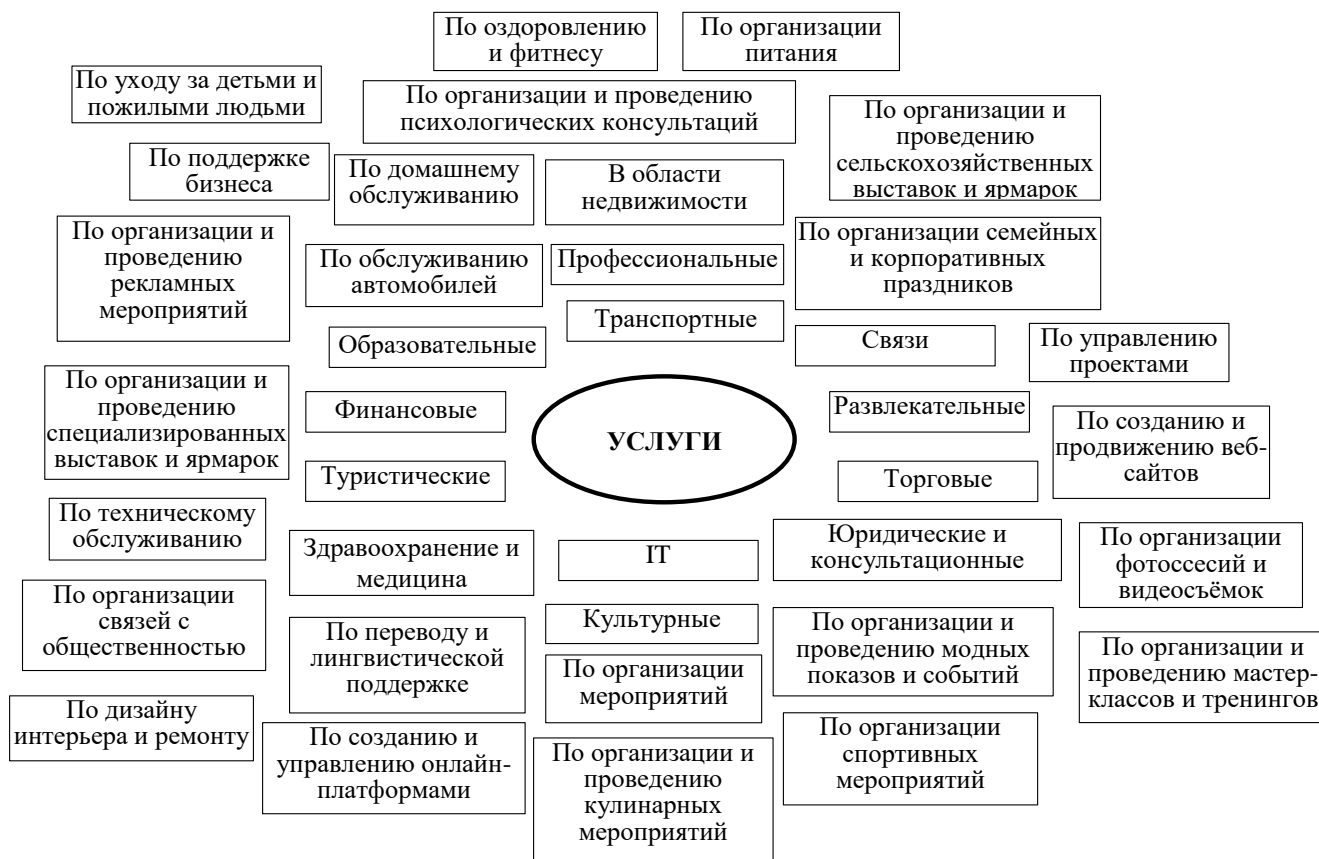 По оздоровлению
и фитнесу
По организации
питания
По уходу за детьми и
пожилыми людьми
По организации и проведению
психологических консультаций
По организации и
проведению
сельскохозяйственных
выставок и ярмарок
По поддержке
бизнеса
По домашнему
обслуживанию
В области
недвижимости
По организации и
проведению
рекламных
мероприятий
По обслуживанию
автомобилей
Профессиональные
По организации семейных
и корпоративных
праздников
Транспортные
Образовательные
Связи
По управлению
проектами
По организации и
проведению
специализированных
выставок и ярмарок
Финансовые
УСЛУГИ
Развлекательные
По созданию и
продвижению веб-
сайтов
Туристические
Торговые
По техническому
обслуживанию
Здравоохранение и
медицина
IT
Юридические и
консультационные
По организации
фотоссесий и
видеосъёмок
По организации
связей с
общественностью
По переводу и
лингвистической
поддержке
Культурные
По организации
мероприятий
По организации и
проведению модных
показов и событий
По организации и
проведению мастер-
классов и тренингов
По дизайну
интерьера и ремонту
По созданию и
управлению онлайн-
платформами
По организации и
проведению
кулинарных
мероприятий
По организации
спортивных
мероприятий